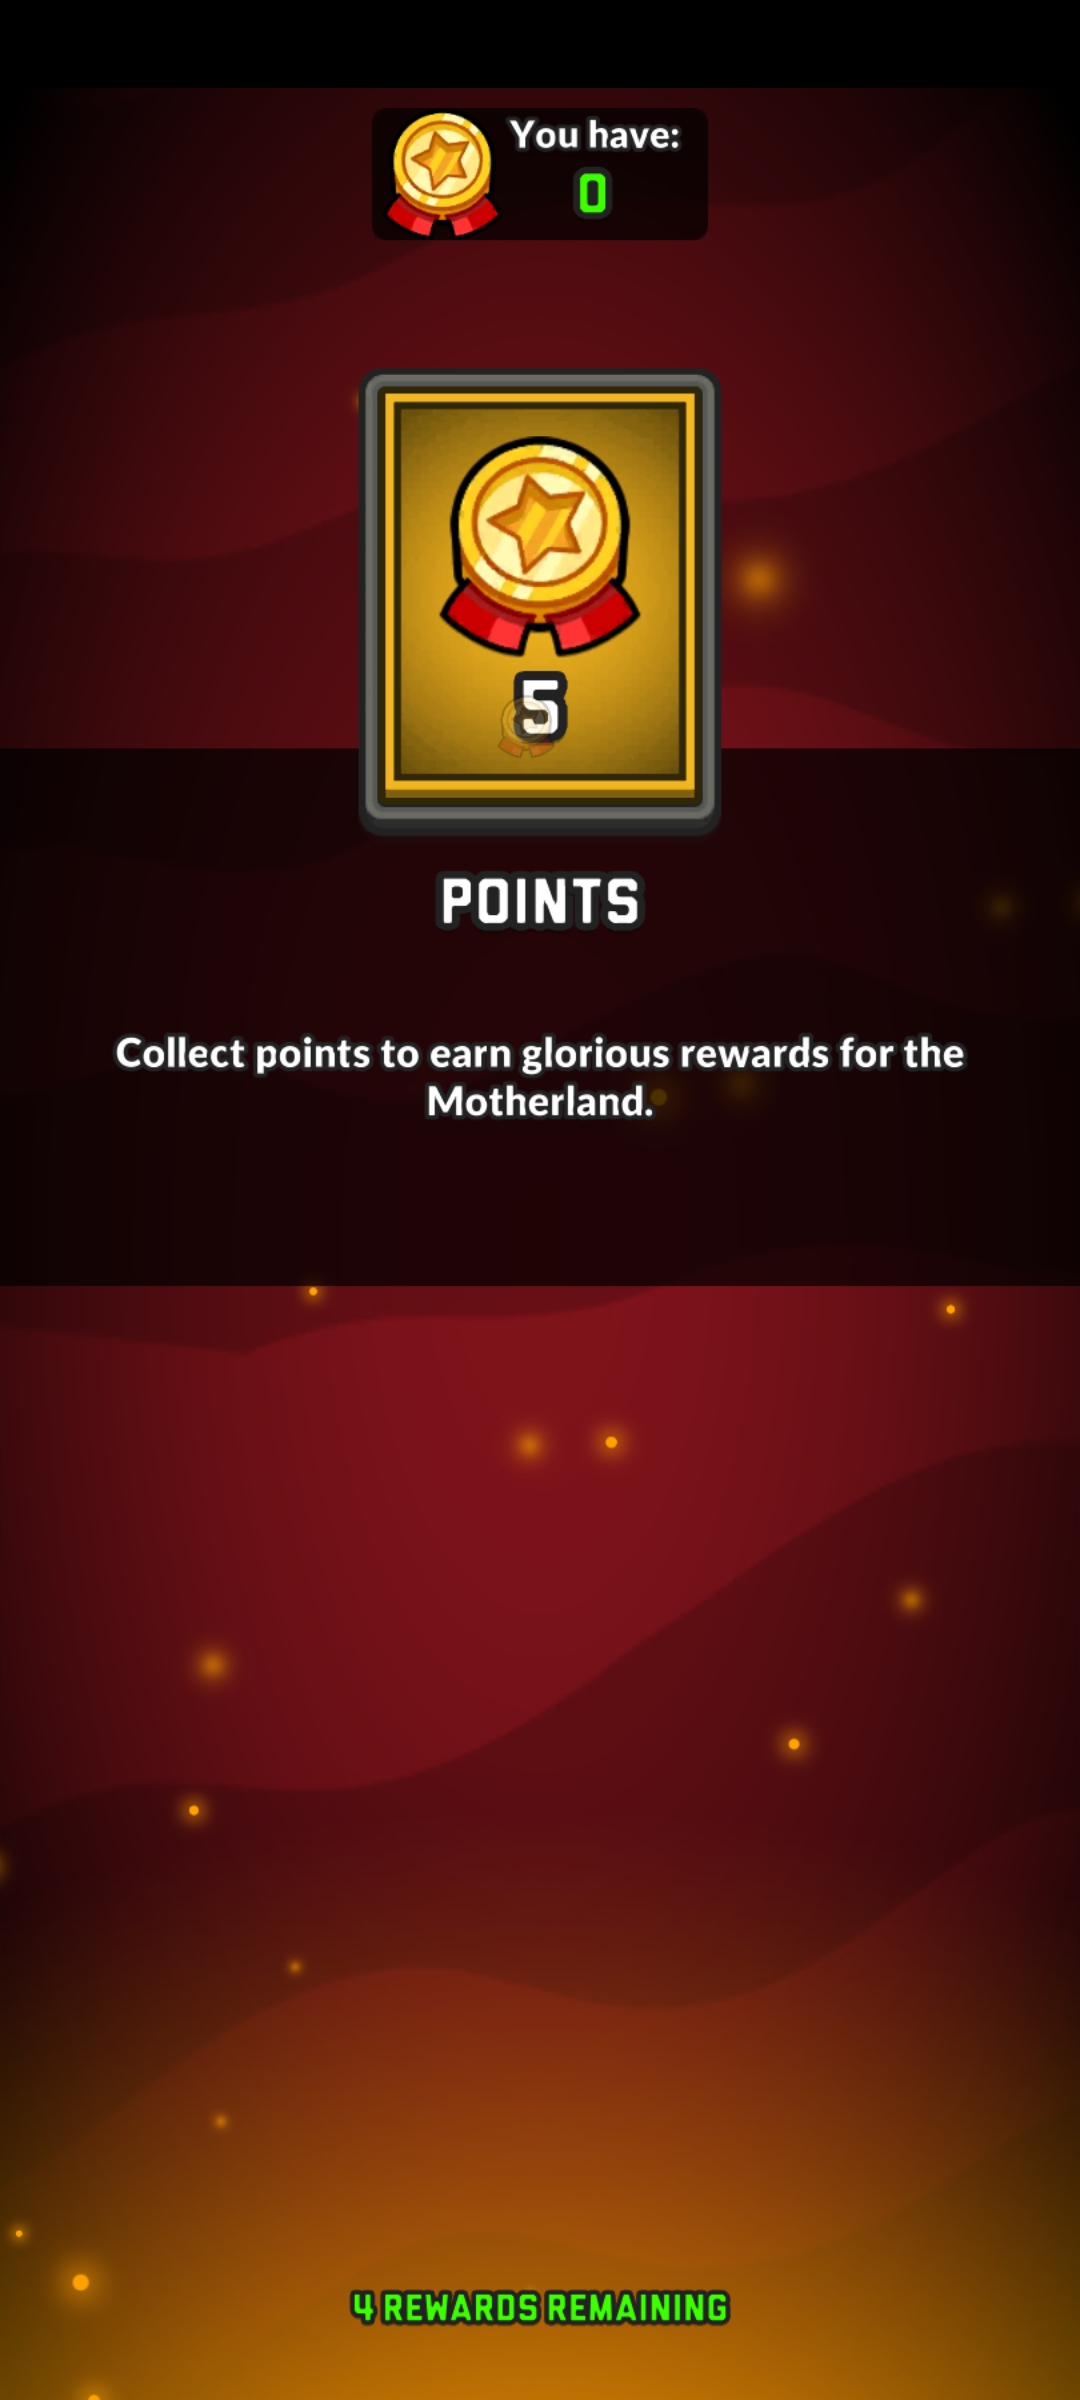 You have:
0
5
POINTS
Collect points to earn glorious rewards for the
Motherland.
4 REWARDS REMAINING